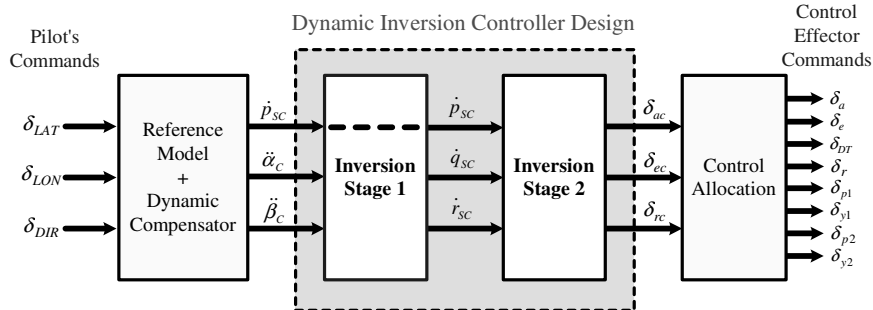 Dynamic Inversion Controller Design
Control
Effector
Commands
Pilot's
Commands
δ_LAT
δ_LON
δ_DIR
Reference
Model
+
Dynamic
Compensator
ṗ_SC
α̈_C
β̈_C
Inversion
Stage 1
ṗ_SC
q̇_SC
ṙ_SC
Inversion
Stage 2
δ_ac
δ_ec
δ_rc
Control
Allocation
δ_a
δ_e
δ_DT
δ_r
δ_p1
δ_y1
δ_p2
δ_y2